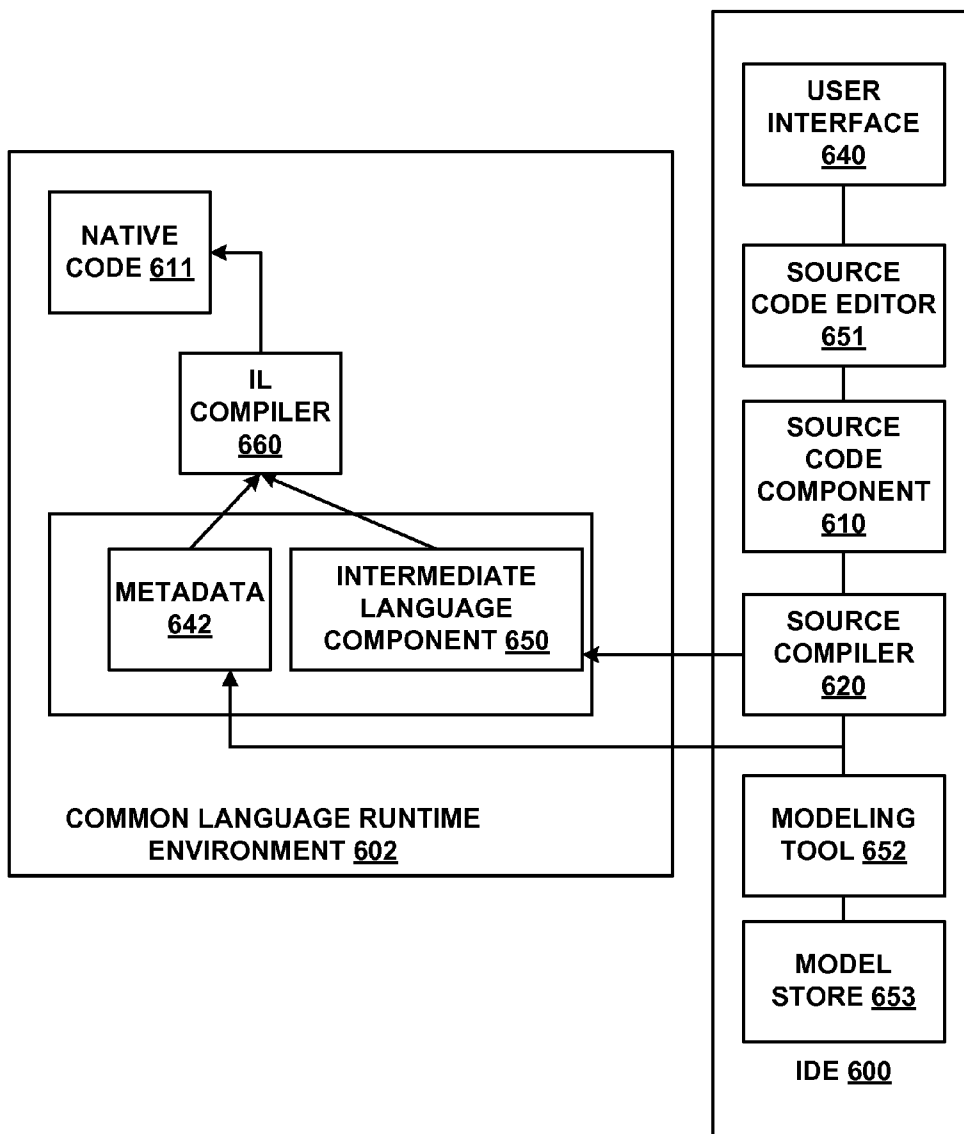 USER
INTERFACE
640
NATIVE
CODE 611
SOURCE
CODE EDITOR
651
IL
COMPILER
660
SOURCE
CODE
COMPONENT
610
METADATA
642
INTERMEDIATE
LANGUAGE
COMPONENT 650
SOURCE
COMPILER
620
COMMON LANGUAGE RUNTIME
ENVIRONMENT 602
MODELING
TOOL 652
MODEL
STORE 653
IDE 600